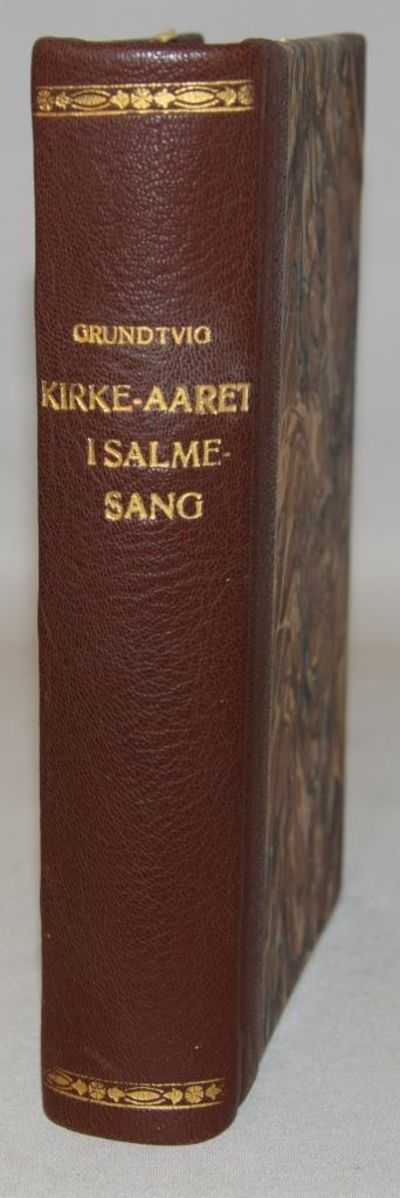 GRUNDTVIG
KIRKE-AARET
I SALME-
SANG